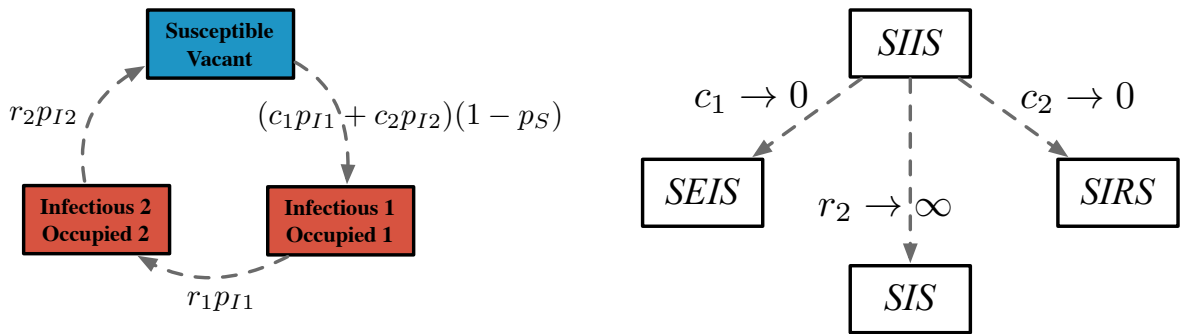 Susceptible
Vacant
r₂p_{I2}
(c₁p_{I1} + c₂p_{I2})(1 − p_S)
Infectious 2
Occupied 2
Infectious 1
Occupied 1
r₁p_{I1}
SIIS
c₁ → 0
c₂ → 0
SEIS
SIRS
r₂ → ∞
SIS